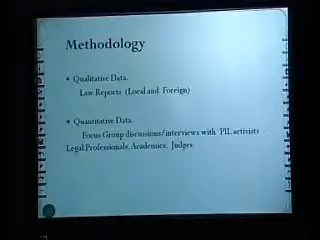 Methodology
• Qualitative Data.
Law Reports (Local and Foreign)
• Quantitative Data.
Focus Group discussions/interviews with PIL activists
Legal Professionals, Academics, Judges